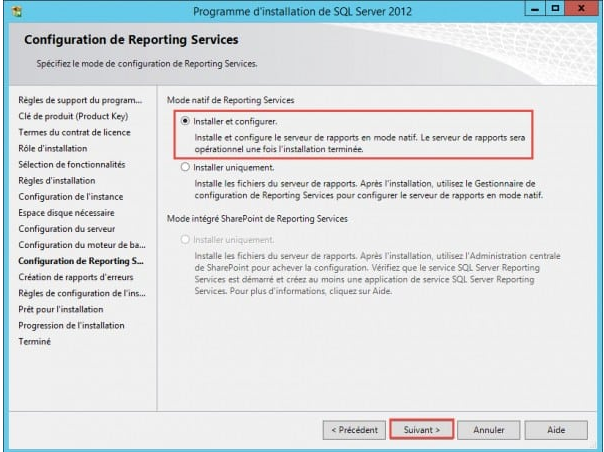 Programme d'installation de SQL Server 2012
Configuration de Reporting Services
Spécifiez le mode de configuration de Reporting Services.
Règles de support du program...
Clé de produit (Product Key)
Termes du contrat de licence
Rôle d'installation
Sélection de fonctionnalités
Règles d'installation
Configuration de l'instance
Espace disque nécessaire
Configuration du serveur
Configuration du moteur de ba...
Configuration de Reporting S...
Création de rapports d'erreurs
Règles de configuration de l'ins...
Prêt pour l'installation
Progression de l'installation
Terminé
Mode natif de Reporting Services
Installer et configurer.
Installe et configure le serveur de rapports en mode natif. Le serveur de rapports sera
opérationnel une fois l'installation terminée.
Installer uniquement.
Installe les fichiers du serveur de rapports. Après l'installation, utilisez le Gestionnaire de
configuration de Reporting Services pour configurer le serveur de rapports en mode natif.
Mode intégré SharePoint de Reporting Services
Installer uniquement.
Installe les fichiers du serveur de rapports. Après l'installation, utilisez l'Administration centrale
de SharePoint pour achever la configuration. Vérifiez que le service SQL Server Reporting
Services est démarré et créez au moins une application de service SQL Server Reporting
Services. Pour plus d'informations, cliquez sur Aide.
< Précédent
Suivant >
Annuler
Aide